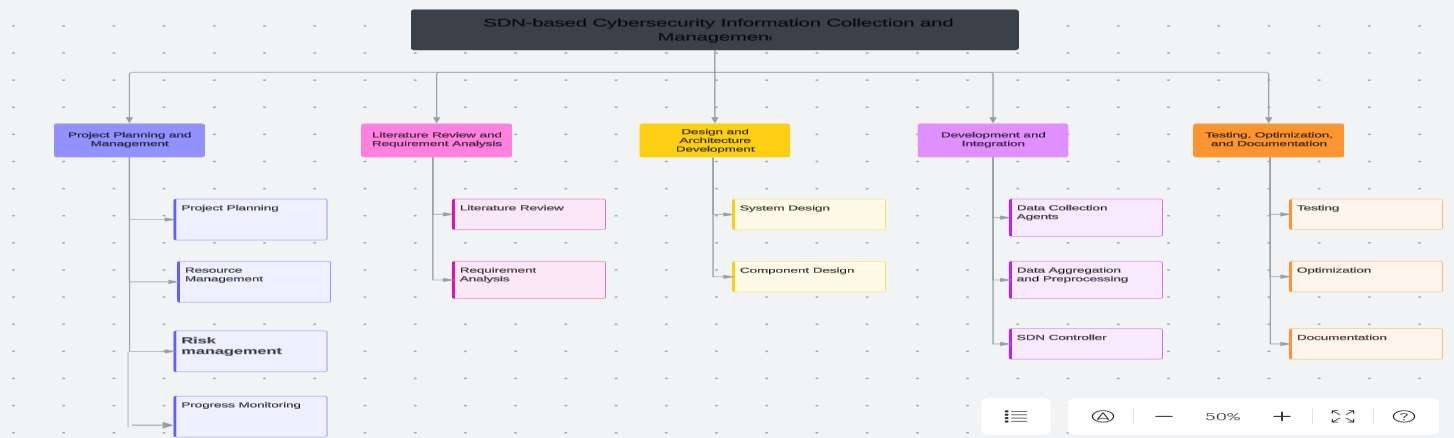 SDN-based Cybersecurity Information Collection and
Managemen
Project Planning and
Management
Project Planning
Resource
Management
Risk
management
Progress Monitoring
Literature Review and
Requirement Analysis
Literature Review
Requirement
Analysis
Design and
Architecture
Development
System Design
Component Design
Development and
Integration
Data Collection
Agents
Data Aggregation
and Preprocessing
SDN Controller
Testing, Optimization,
and Documentation
Testing
Optimization
Documentation
50%